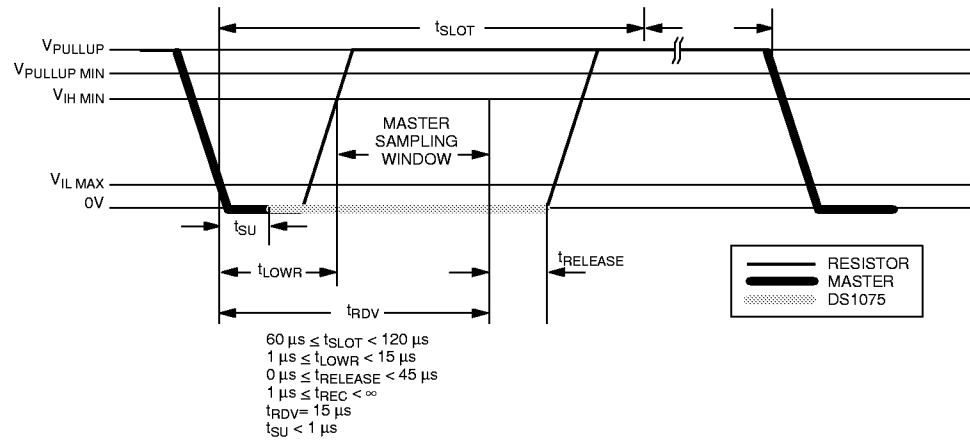 tSLOT
VPULLUP
VPULLUP MIN
VIH MIN
MASTER
SAMPLING
WINDOW
VIL MAX
0V
tSU
tLOWR
tRELEASE
tRDV
RESISTOR
MASTER
DS1075
60 µs ≤ tSLOT < 120 µs
1 µs ≤ tLOWR < 15 µs
0 µs ≤ tRELEASE < 45 µs
1 µs ≤ tREC < ∞
tRDV= 15 µs
tSU < 1 µs